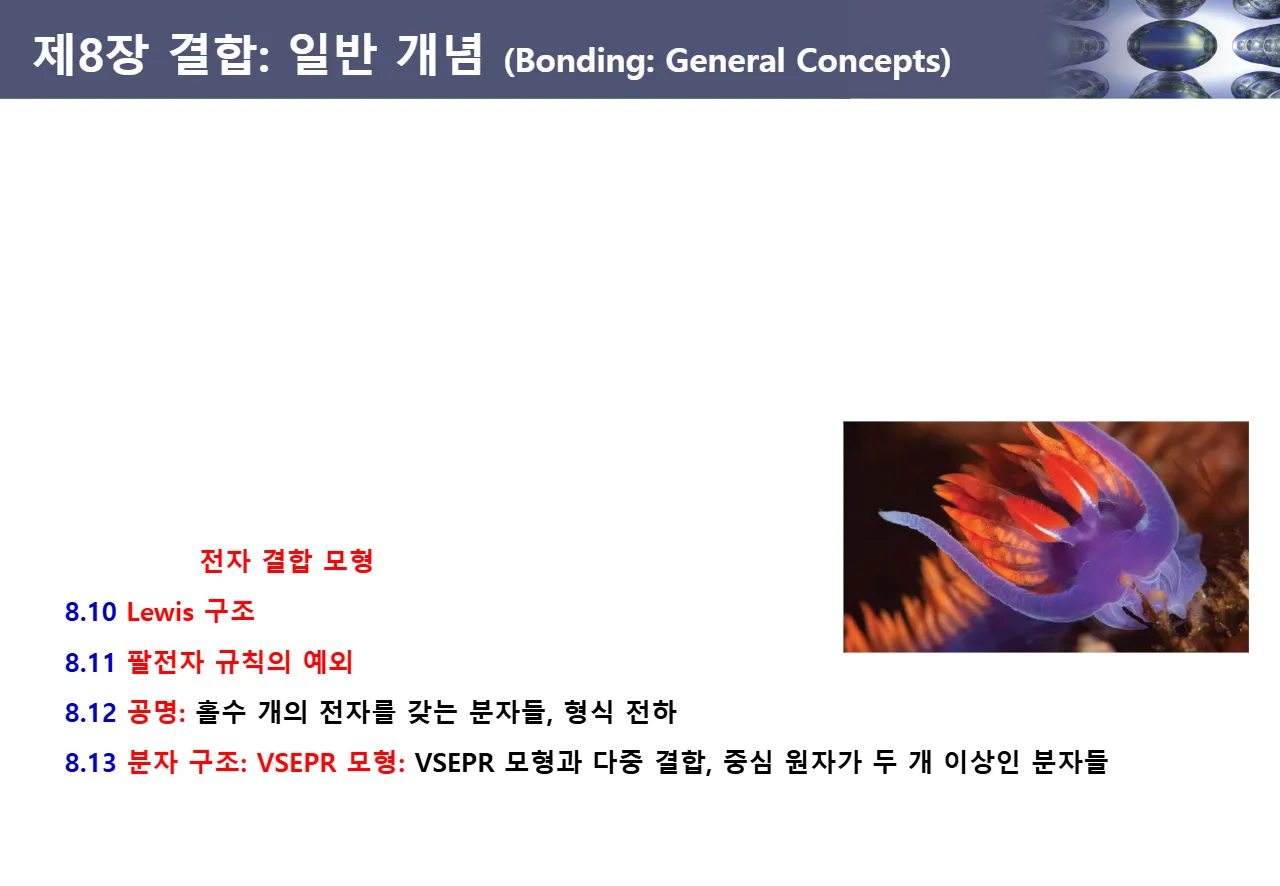 제8장 결합: 일반 개념 (Bonding: General Concepts)
전자 결합 모형
8.10 Lewis 구조
8.11 팔전자 규칙의 예외
8.12 공명: 홀수 개의 전자를 갖는 분자들, 형식 전하
8.13 분자 구조: VSEPR 모형: VSEPR 모형과 다중 결합, 중심 원자가 두 개 이상인 분자들